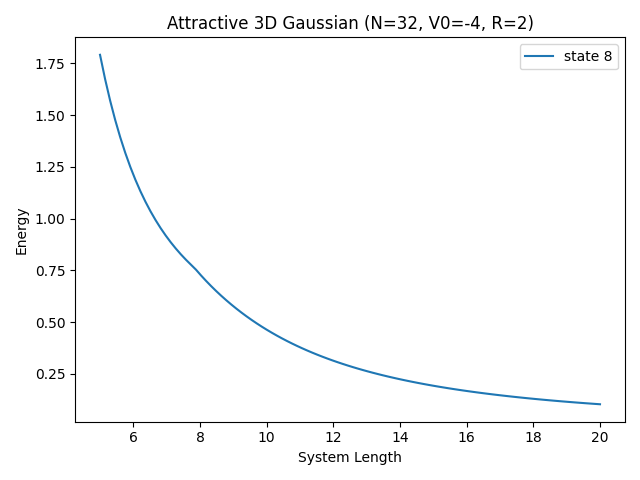 Attractive 3D Gaussian (N=32, V0=-4, R=2)
state 8
1.75
1.50
1.25
1.00
0.75
0.50
0.25
Energy
6 8 10 12 14 16 18 20
System Length